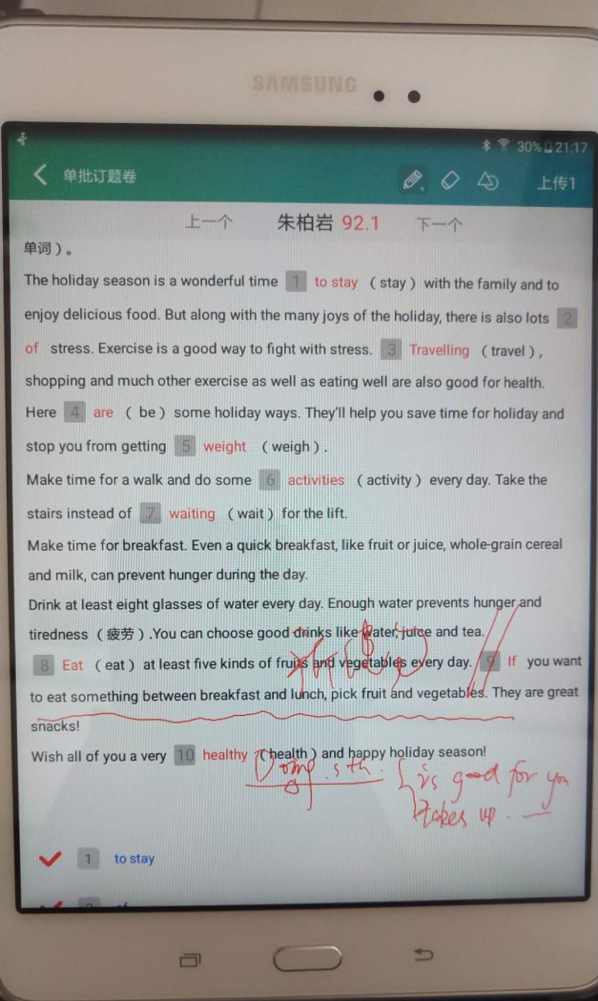 SAMSUNG
30% 21:17
单批订题卷
上传1
上一个 朱柏岩 92.1 下一个
单词）。
The holiday season is a wonderful time 1 to stay （stay）with the family and to
enjoy delicious food. But along with the many joys of the holiday, there is also lots 2
of stress. Exercise is a good way to fight with stress. 3 Travelling （travel）,
shopping and much other exercise as well as eating well are also good for health.
Here 4 are （be）some holiday ways. They'll help you save time for holiday and
stop you from getting 5 weight （weigh）.
Make time for a walk and do some 6 activities （activity）every day. Take the
stairs instead of 7 waiting （wait）for the lift.
Make time for breakfast. Even a quick breakfast, like fruit or juice, whole-grain cereal
and milk, can prevent hunger during the day.
Drink at least eight glasses of water every day. Enough water prevents hunger and
tiredness（疲劳）.You can choose good drinks like water, juice and tea.
8 Eat （eat）at least five kinds of fruits and vegetables every day. 9 If you want
to eat something between breakfast and lunch, pick fruit and vegetables. They are great
snacks!
Wish all of you a very 10 healthy （health）and happy holiday season!
Doing sth. is good for you
takes up
1 to stay
2 of